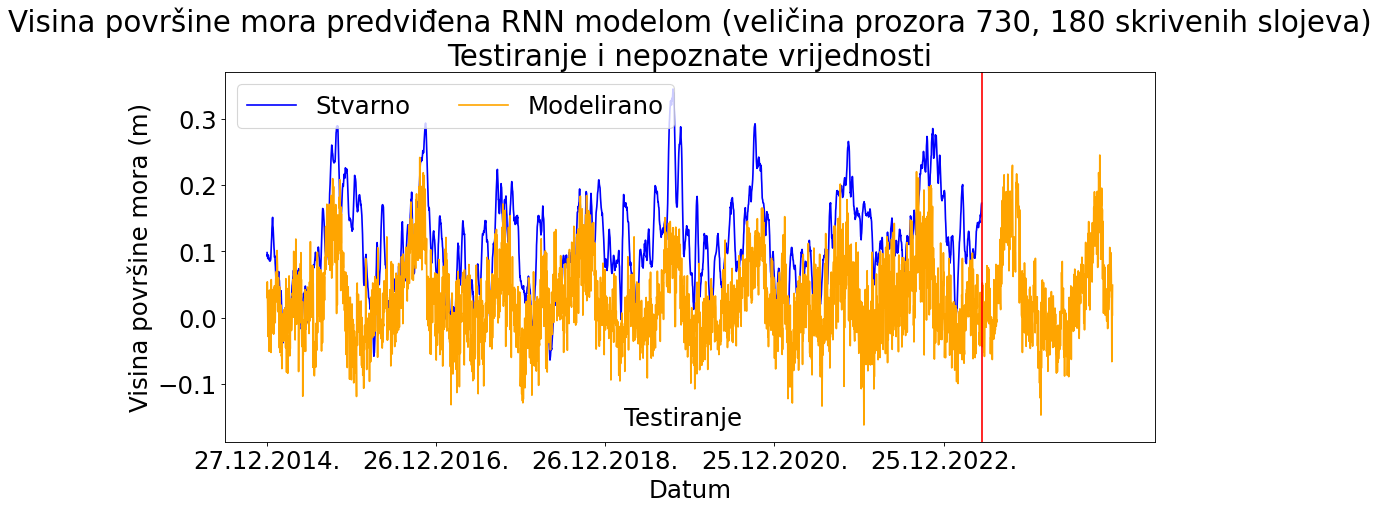 Visina površine mora predviđena RNN modelom (veličina prozora 730, 180 skrivenih slojeva)
Testiranje i nepoznate vrijednosti
Stvarno
Modelirano
Visina površine mora (m)
0.3
0.2
0.1
0.0
−0.1
Testiranje
27.12.2014. 26.12.2016. 26.12.2018. 25.12.2020. 25.12.2022.
Datum